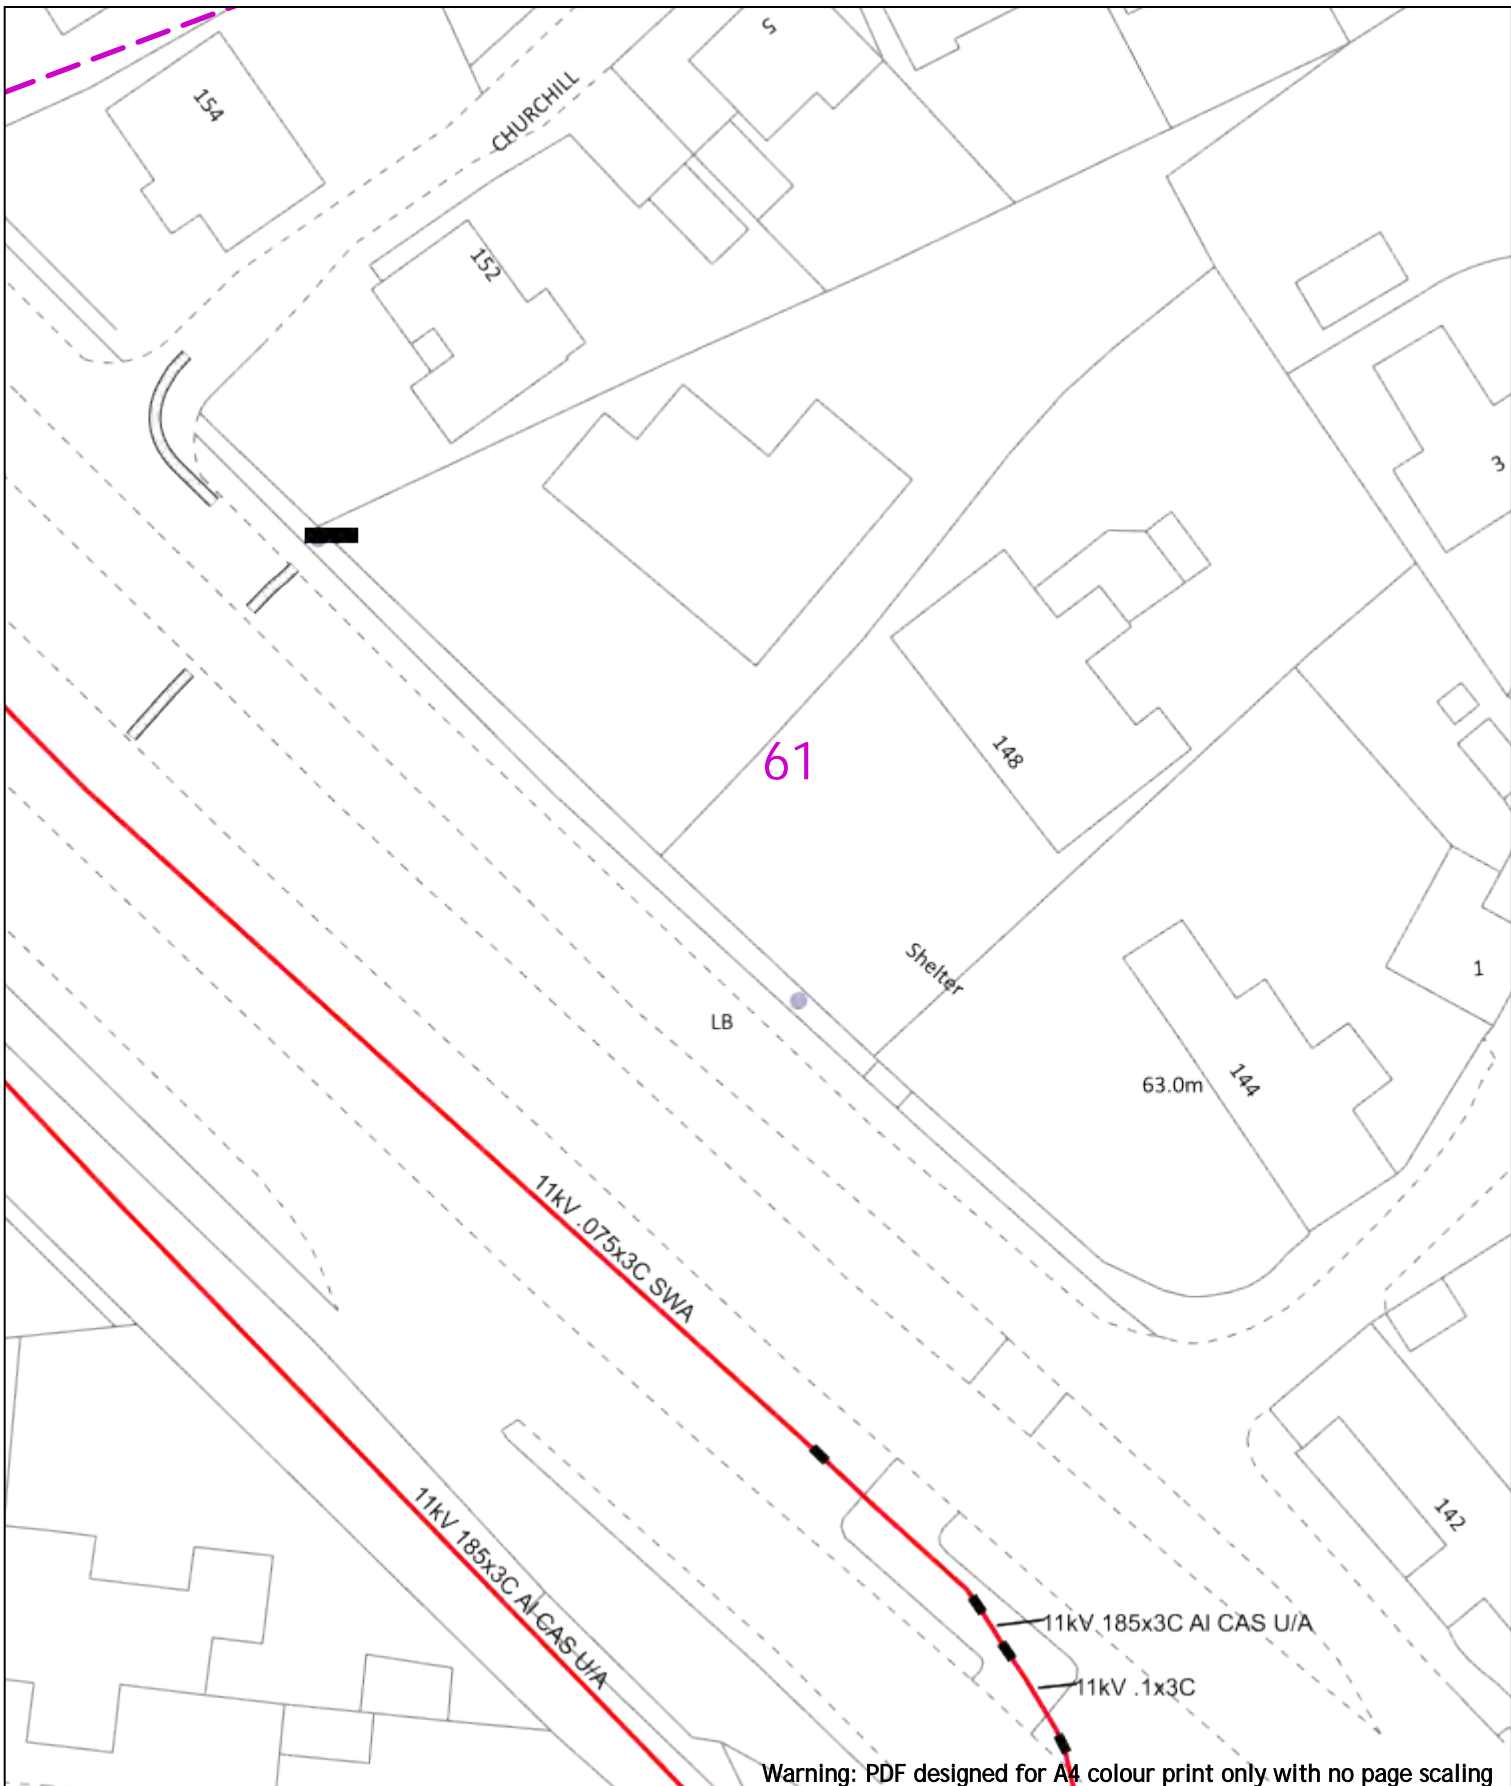 S
CHURCHILL
154
152
3
61
148
Shelter
1
LB
63.0m
144
11kV .075x3C SWA
11kV 185x3C Al CAS U/A
142
11kV 185x3C Al CAS U/A
11kV .1x3C
Warning: PDF designed for A4 colour print only with no page scaling